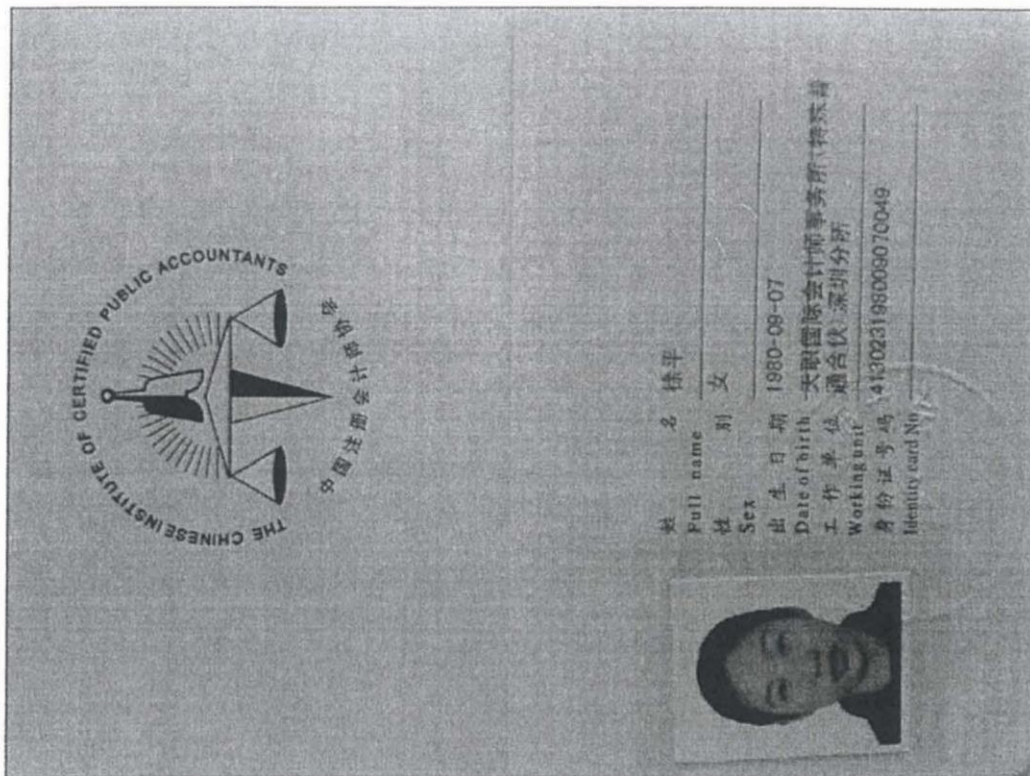 THE CHINESE INSTITUTE OF CERTIFIED PUBLIC ACCOUNTANTS
中国注册会计师协会
姓 名 徐平
Full name
性 别 女
Sex
出 生 日 期 1980-09-07
Date of birth
工 作 单 位 天职国际会计师事务所(特殊普
通合伙 深圳分所
Working unit
身份证号码 413023198009070049
Identity card No